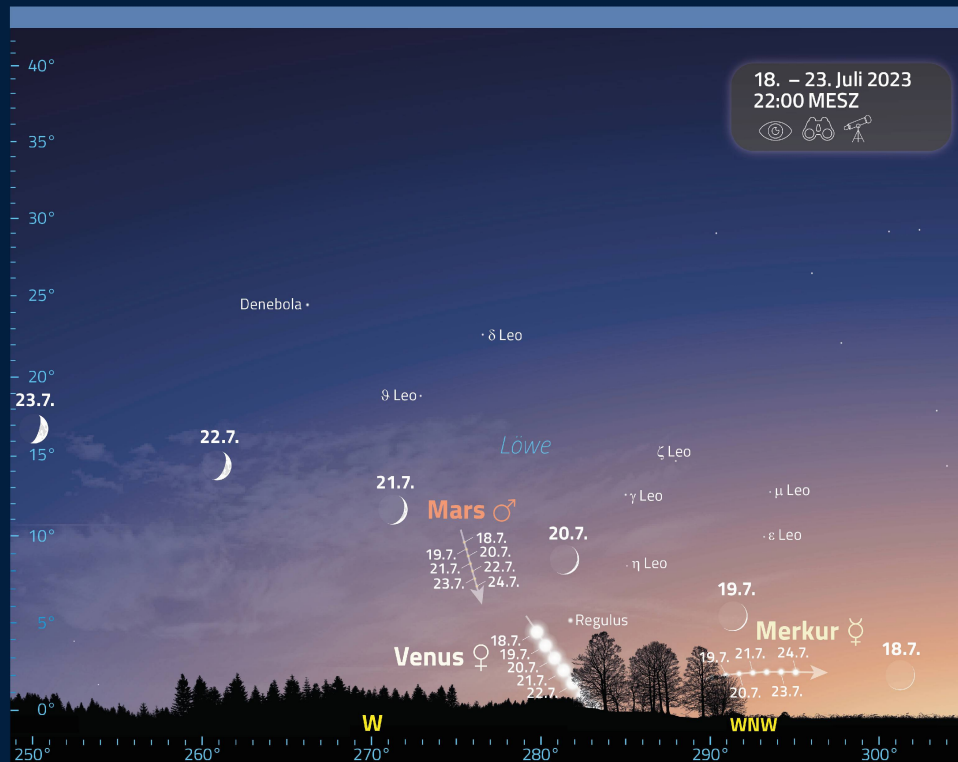 40°
18. – 23. Juli 2023
22:00 MESZ
35°
30°
25°
Denebola
δ Leo
20°
ϑ Leo
23.7.
22.7.
Löwe
ζ Leo
15°
21.7.
Mars ♂
γ Leo
μ Leo
10°
18.7.
19.7. 20.7.
21.7. 22.7.
23.7. 24.7.
20.7.
ε Leo
η Leo
19.7.
5°
Regulus
Merkur ☿
Venus ♀
18.7.
19.7.
20.7.
21.7.
22.7.
19.7. 21.7. 24.7.
20.7. 23.7.
18.7.
0°
W
WNW
250° 260° 270° 280° 290° 300°